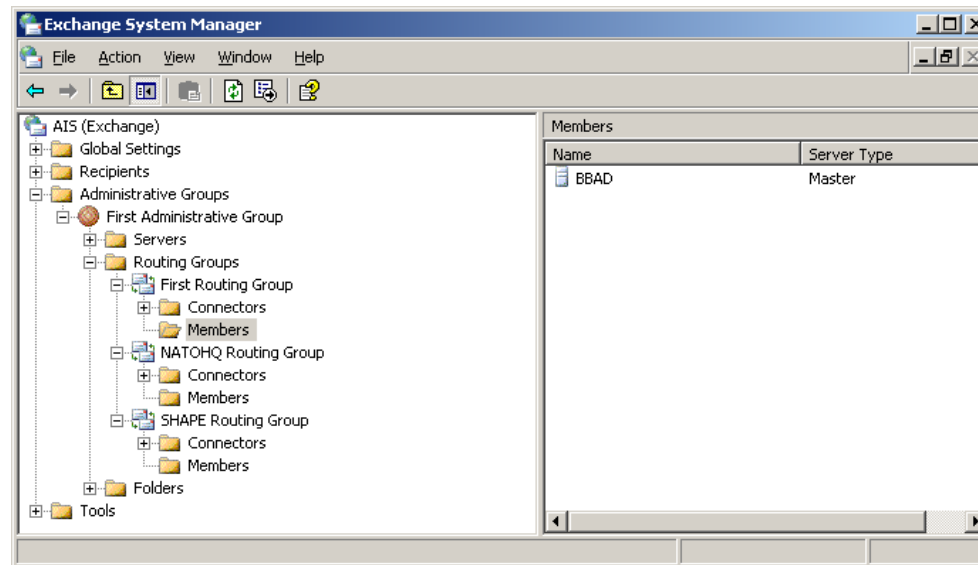 Exchange System Manager
File Action View Window Help
AIS (Exchange)
Global Settings
Recipients
Administrative Groups
First Administrative Group
Servers
Routing Groups
First Routing Group
Connectors
Members
NATOHQ Routing Group
Connectors
Members
SHAPE Routing Group
Connectors
Members
Folders
Tools
Members
Name Server Type
BBAD Master